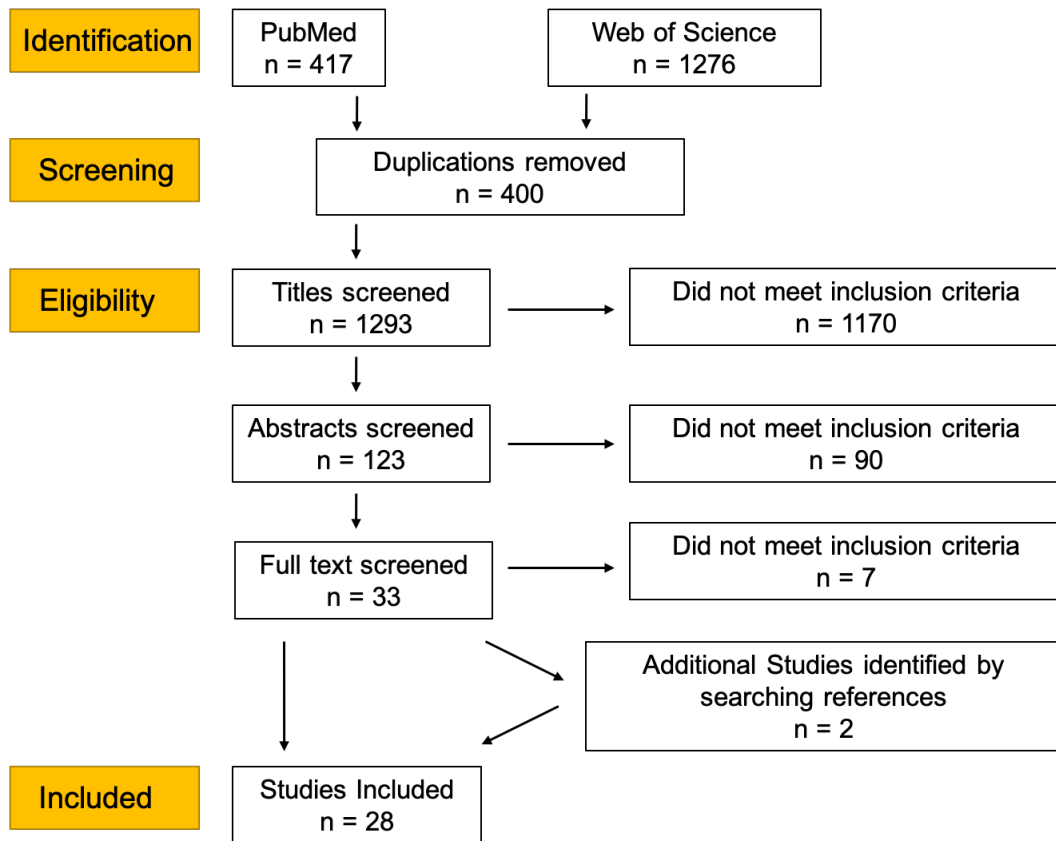 Identification
PubMed
n = 417
Web of Science
n = 1276
Screening
Duplications removed
n = 400
Eligibility
Titles screened
n = 1293
Did not meet inclusion criteria
n = 1170
Abstracts screened
n = 123
Did not meet inclusion criteria
n = 90
Full text screened
n = 33
Did not meet inclusion criteria
n = 7
Additional Studies identified by
searching references
n = 2
Included
Studies Included
n = 28